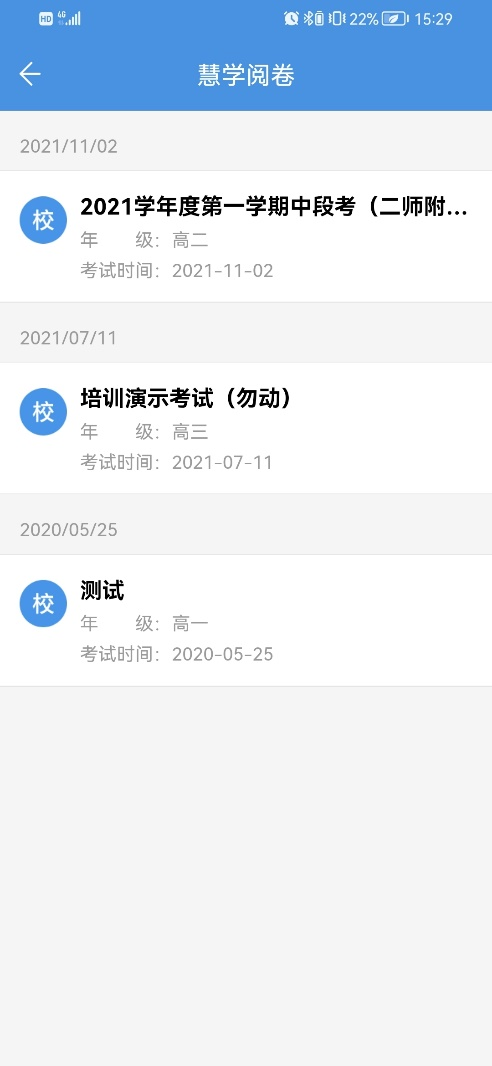 HD 4G 22% 15:29
慧学阅卷
2021/11/02
校
2021学年度第一学期中段考（二师附...
年 级：高二
考试时间：2021-11-02
2021/07/11
校
培训演示考试（勿动）
年 级：高三
考试时间：2021-07-11
2020/05/25
校
测试
年 级：高一
考试时间：2020-05-25